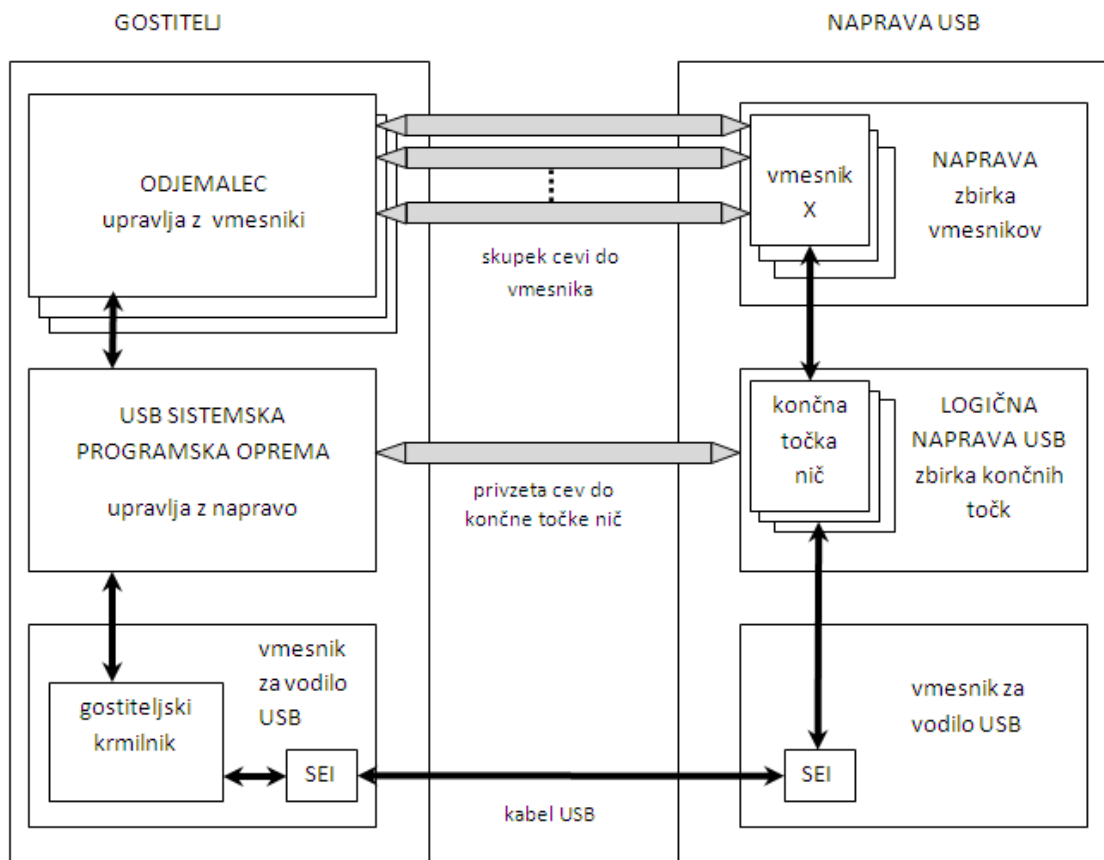 GOSTITELJ
NAPRAVA USB
ODJEMALEC
upravlja z vmesniki
vmesnik
X
NAPRAVA
zbirka
vmesnikov
skupek cevi do
vmesnika
USB SISTEMSKA
PROGRAMSKA OPREMA
upravlja z napravo
privzeta cev do
končne točke nič
končna
točka
nič
LOGIČNA
NAPRAVA USB
zbirka končnih
točk
vmesnik
za vodilo
USB
gostiteljski
krmilnik
SEI
kabel USB
SEI
vmesnik za
vodilo USB